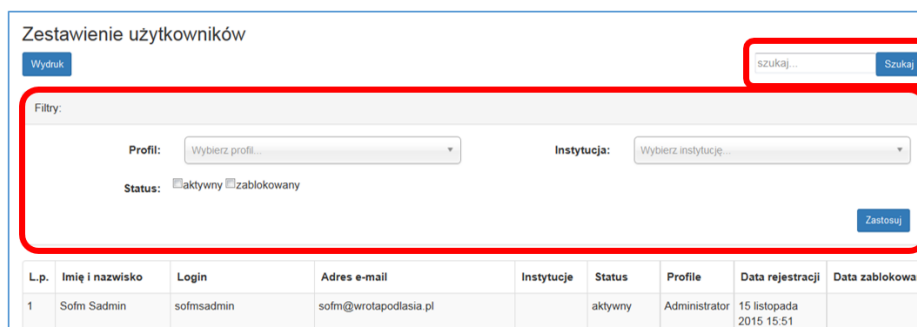 Zestawienie użytkowników
Wydruk
szukaj... Szukaj
Filtry:
Profil: Wybierz profil... Instytucja: Wybierz instytucję...
Status: aktywny zablokowany
Zastosuj
L.p. Imię i nazwisko Login Adres e-mail Instytucje Status Profile Data rejestracji Data zablokowa
1 Sofm Sadmin sofmsadmin sofm@wrotapodlasia.pl aktywny Administrator 15 listopada
2015 15:51